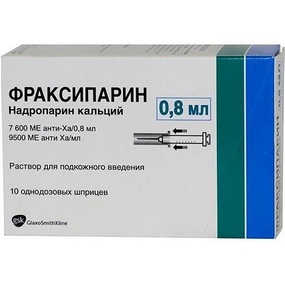 ФРАКСИПАРИН
Надропарин кальций
0,8 мл
7 600 МЕ анти-Ха/0,8 мл
9500 МЕ анти Ха/мл
Раствор для подкожного введения
10 однодозовых шприцев
gsk GlaxoSmithKline